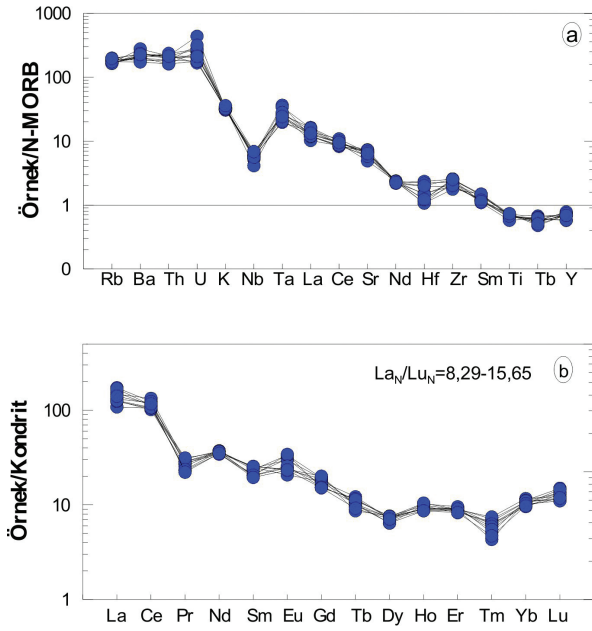 1000
a
100
10
1
0
Örnek/N-MORB
Rb Ba Th U K Nb Ta La Ce Sr Nd Hf Zr Sm Ti Tb Y
La_N/Lu_N=8,29-15,65
b
100
10
1
Örnek/Kondrit
La Ce Pr Nd Sm Eu Gd Tb Dy Ho Er Tm Yb Lu